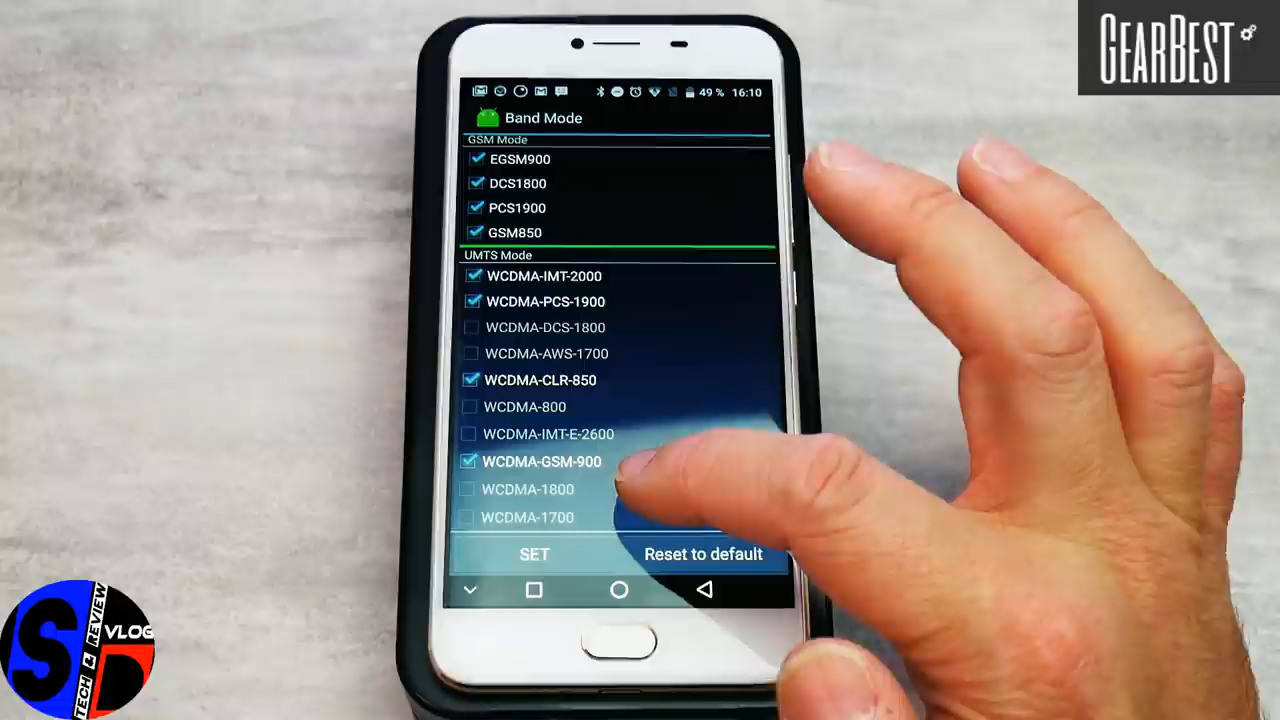 GEARBEST
49 % 16:10
Band Mode
GSM Mode
EGSM900
DCS1800
PCS1900
GSM850
UMTS Mode
WCDMA-IMT-2000
WCDMA-PCS-1900
WCDMA-DCS-1800
WCDMA-AWS-1700
WCDMA-CLR-850
WCDMA-800
WCDMA-IMT-E-2600
WCDMA-GSM-900
WCDMA-1800
WCDMA-1700
SET Reset to default
SD
TECH & REVIEW
VLOG